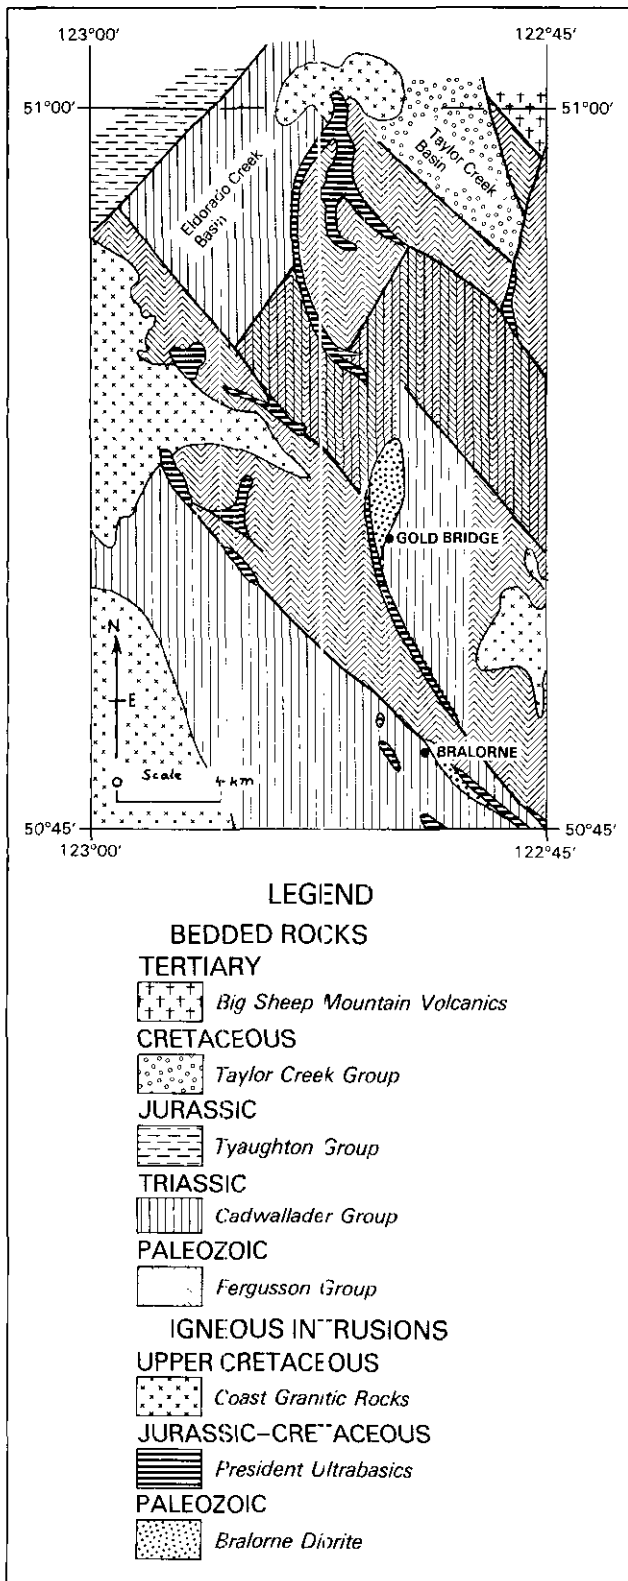 123°00' 122°45'
51°00' 51°00'
Eldorado Creek
Basin
Taylor Creek
Basin
GOLD BRIDGE
N
E
BRALORNE
Scale
0 4 km
50°45' 50°45'
123°00' 122°45'
LEGEND
BEDDED ROCKS
TERTIARY
Big Sheep Mountain Volcanics
CRETACEOUS
Taylor Creek Group
JURASSIC
Tyaughton Group
TRIASSIC
Cadwallader Group
PALEOZOIC
Fergusson Group
IGNEOUS INTRUSIONS
UPPER CRETACEOUS
Coast Granitic Rocks
JURASSIC-CRETACEOUS
President Ultrabasics
PALEOZOIC
Bralorne Diorite